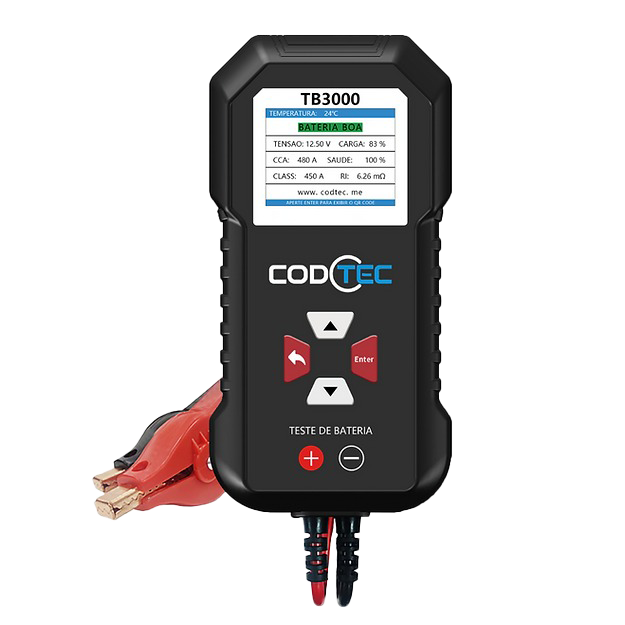 TB3000
TEMPERATURA: 24℃
BATERIA BOA
TENSAO: 12.50 V CARGA: 83 %
CCA: 480 A SAUDE: 100 %
CLASS: 450 A RI: 6.26 mΩ
www. codtec. me
APERTE ENTER PARA EXIBIR O QR CODE
CODTEC
Enter
TESTE DE BATERIA
+ −